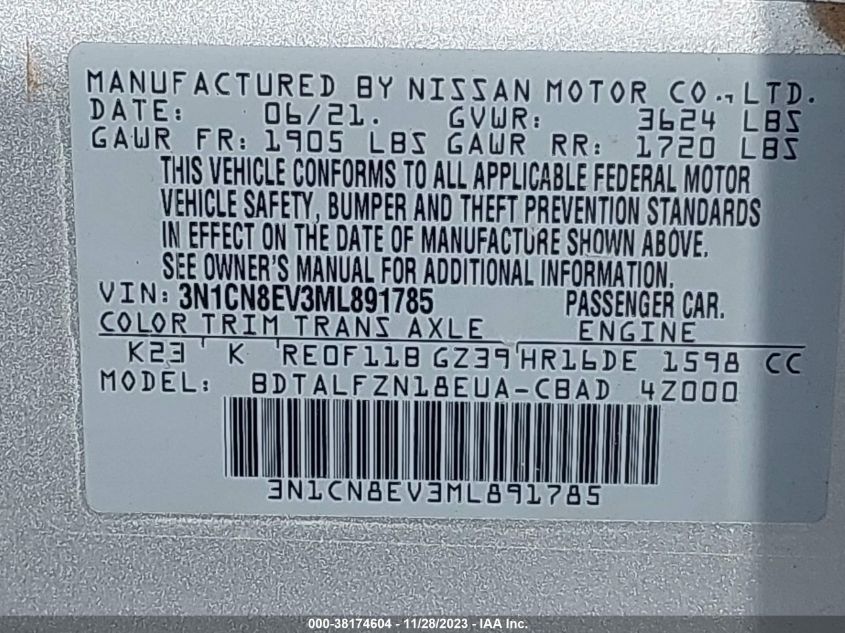 MANUFACTURED BY NISSAN MOTOR CO., LTD.
DATE: 06/21. GVWR: 3624 LBS
GAWR FR: 1905 LBS GAWR RR: 1720 LBS
THIS VEHICLE CONFORMS TO ALL APPLICABLE FEDERAL MOTOR
VEHICLE SAFETY, BUMPER AND THEFT PREVENTION STANDARDS
IN EFFECT ON THE DATE OF MANUFACTURE SHOWN ABOVE.
SEE OWNER'S MANUAL FOR ADDITIONAL INFORMATION.
VIN: 3N1CN8EV3ML891785 PASSENGER CAR.
COLOR TRIM TRANS AXLE ENGINE
K23 K RE0F11B GZ39 HR16DE 1598 CC
MODEL: BDTALFZN18EUA-CBAD 4Z000
3N1CN8EV3ML891785
000-38174604 | 11/28/2023 | IAA Inc.